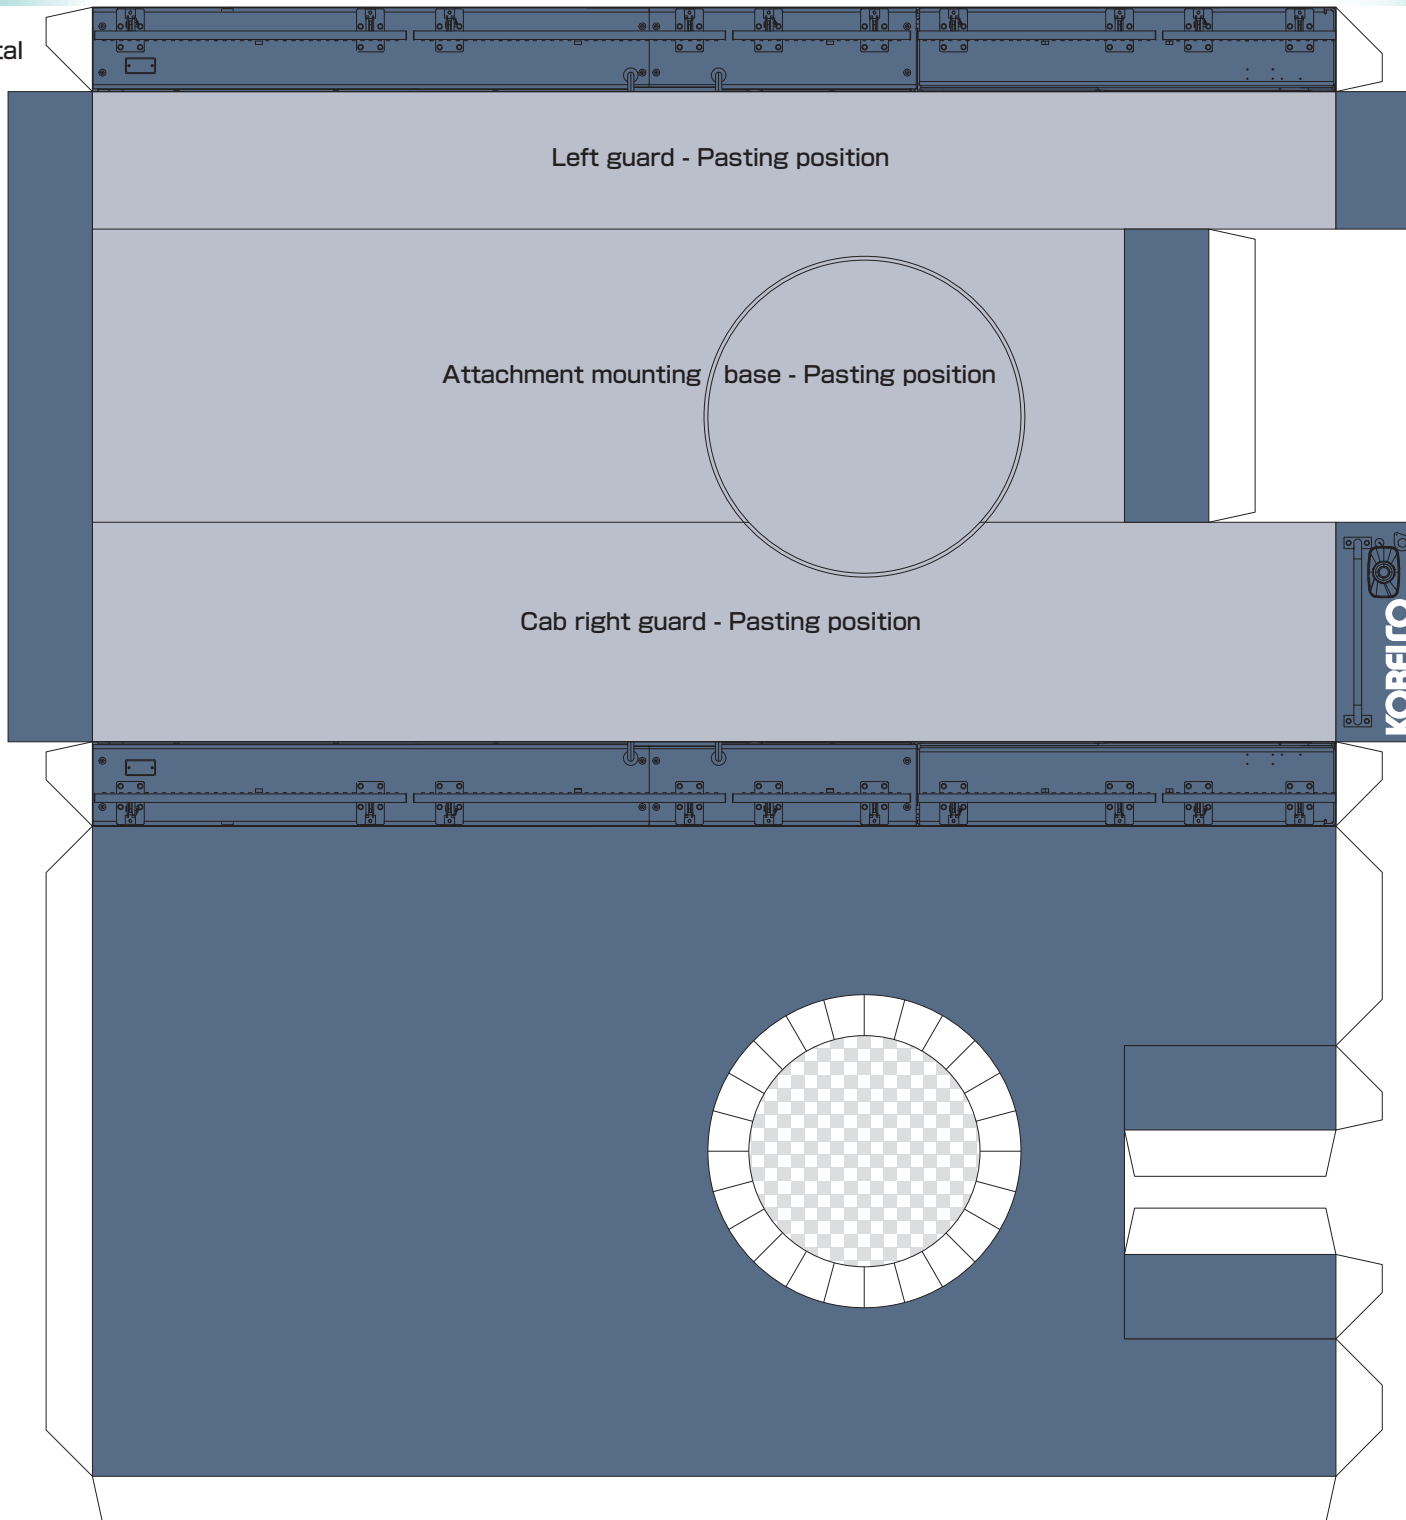 Left guard - Pasting position
Attachment mounting base - Pasting position
Cab right guard - Pasting position
KOBELCO